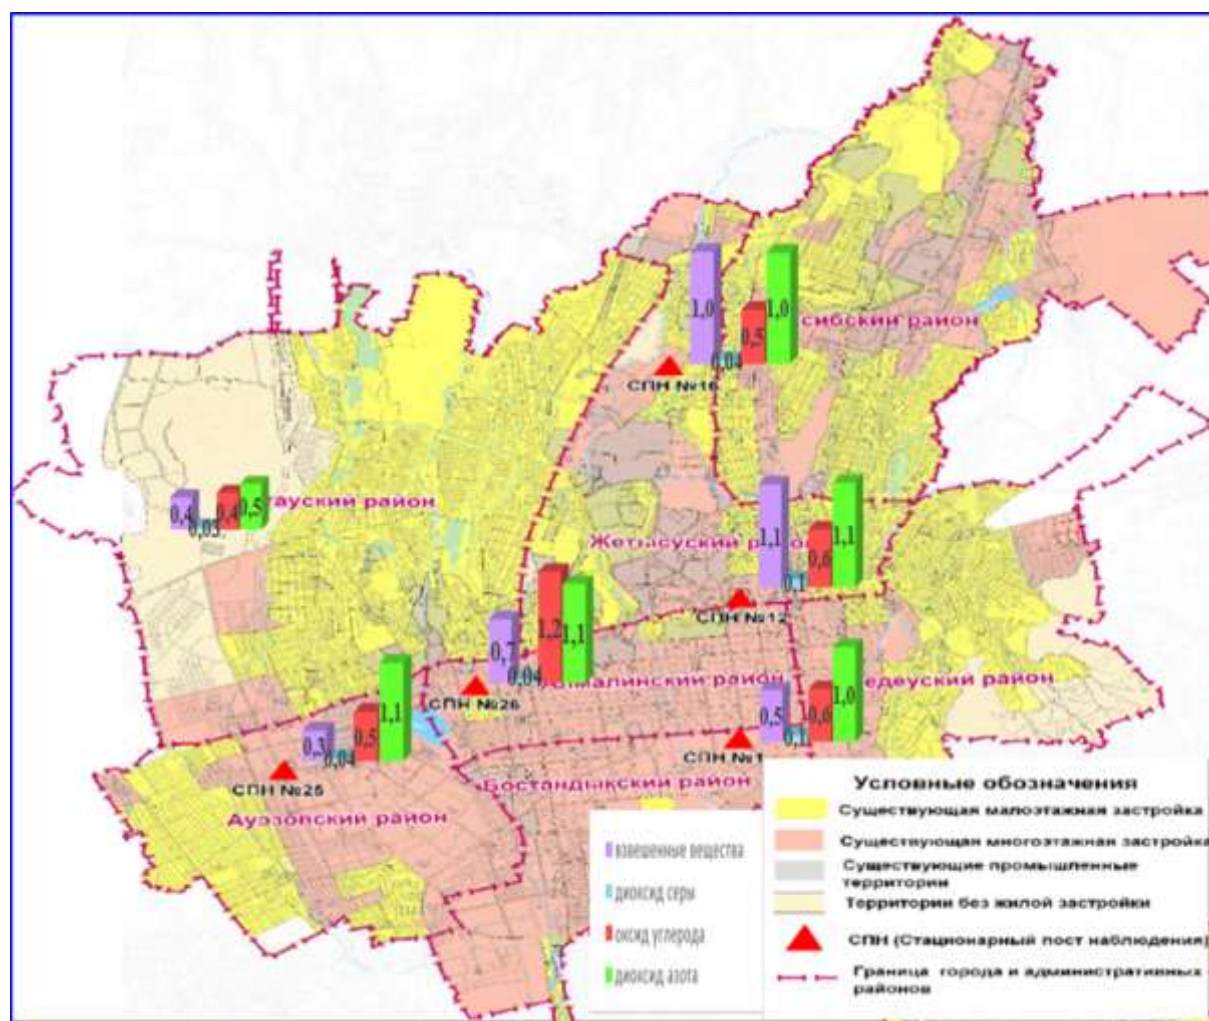 1,0
0,04
0,5
1,0
сибский район
СПН №16
0,4
0,03
0,4
0,5
тауский район
Жетысуский район
1,1
0,1
0,6
1,1
СПН №12
0,7
0,04
1,2
1,1
малинский район
едеуский район
СПН №26
0,3
0,04
0,5
1,1
0,5
0,1
0,6
1,0
СПН №1
СПН №25
Бостандыкский район
Ауэзовский район
взвешенные вещества
диоксид серы
оксид углерода
диоксид азота
Условные обозначения
Существующая малоэтажная застройка
Существующая многоэтажная застройка
Существующие промышленные
территории
Территории без жилой застройки
СПН (Стационарный пост наблюдения)
Граница города и административных
районов